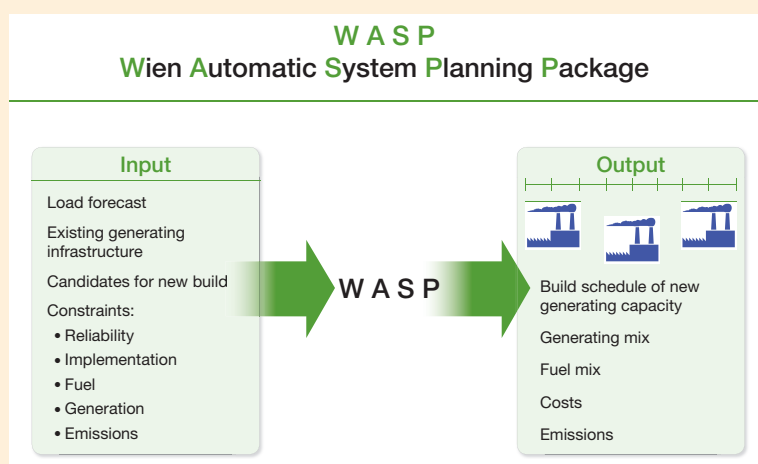 W A S P
Wien Automatic System Planning Package
Input
Load forecast
Existing generating
infrastructure
Candidates for new build
Constraints:
• Reliability
• Implementation
• Fuel
• Generation
• Emissions
W A S P
Output
Build schedule of new
generating capacity
Generating mix
Fuel mix
Costs
Emissions